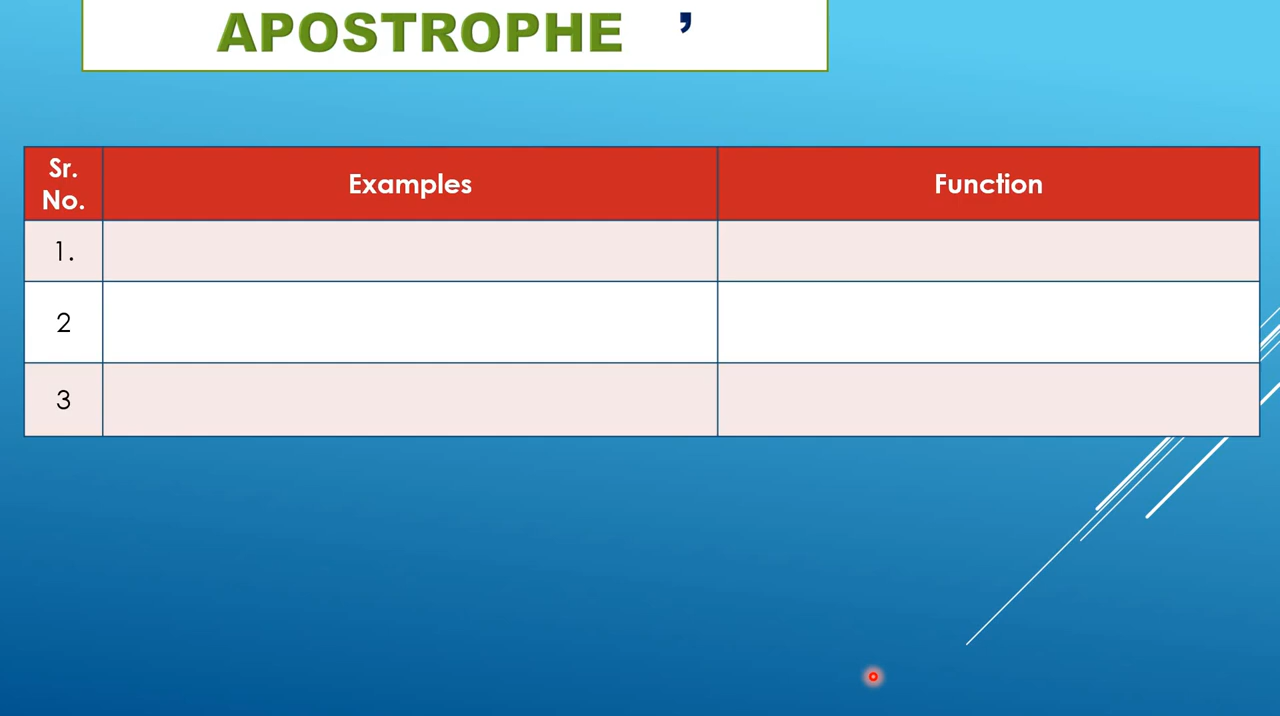 APOSTROPHE ’
Sr. No. Examples Function
1.
2
3